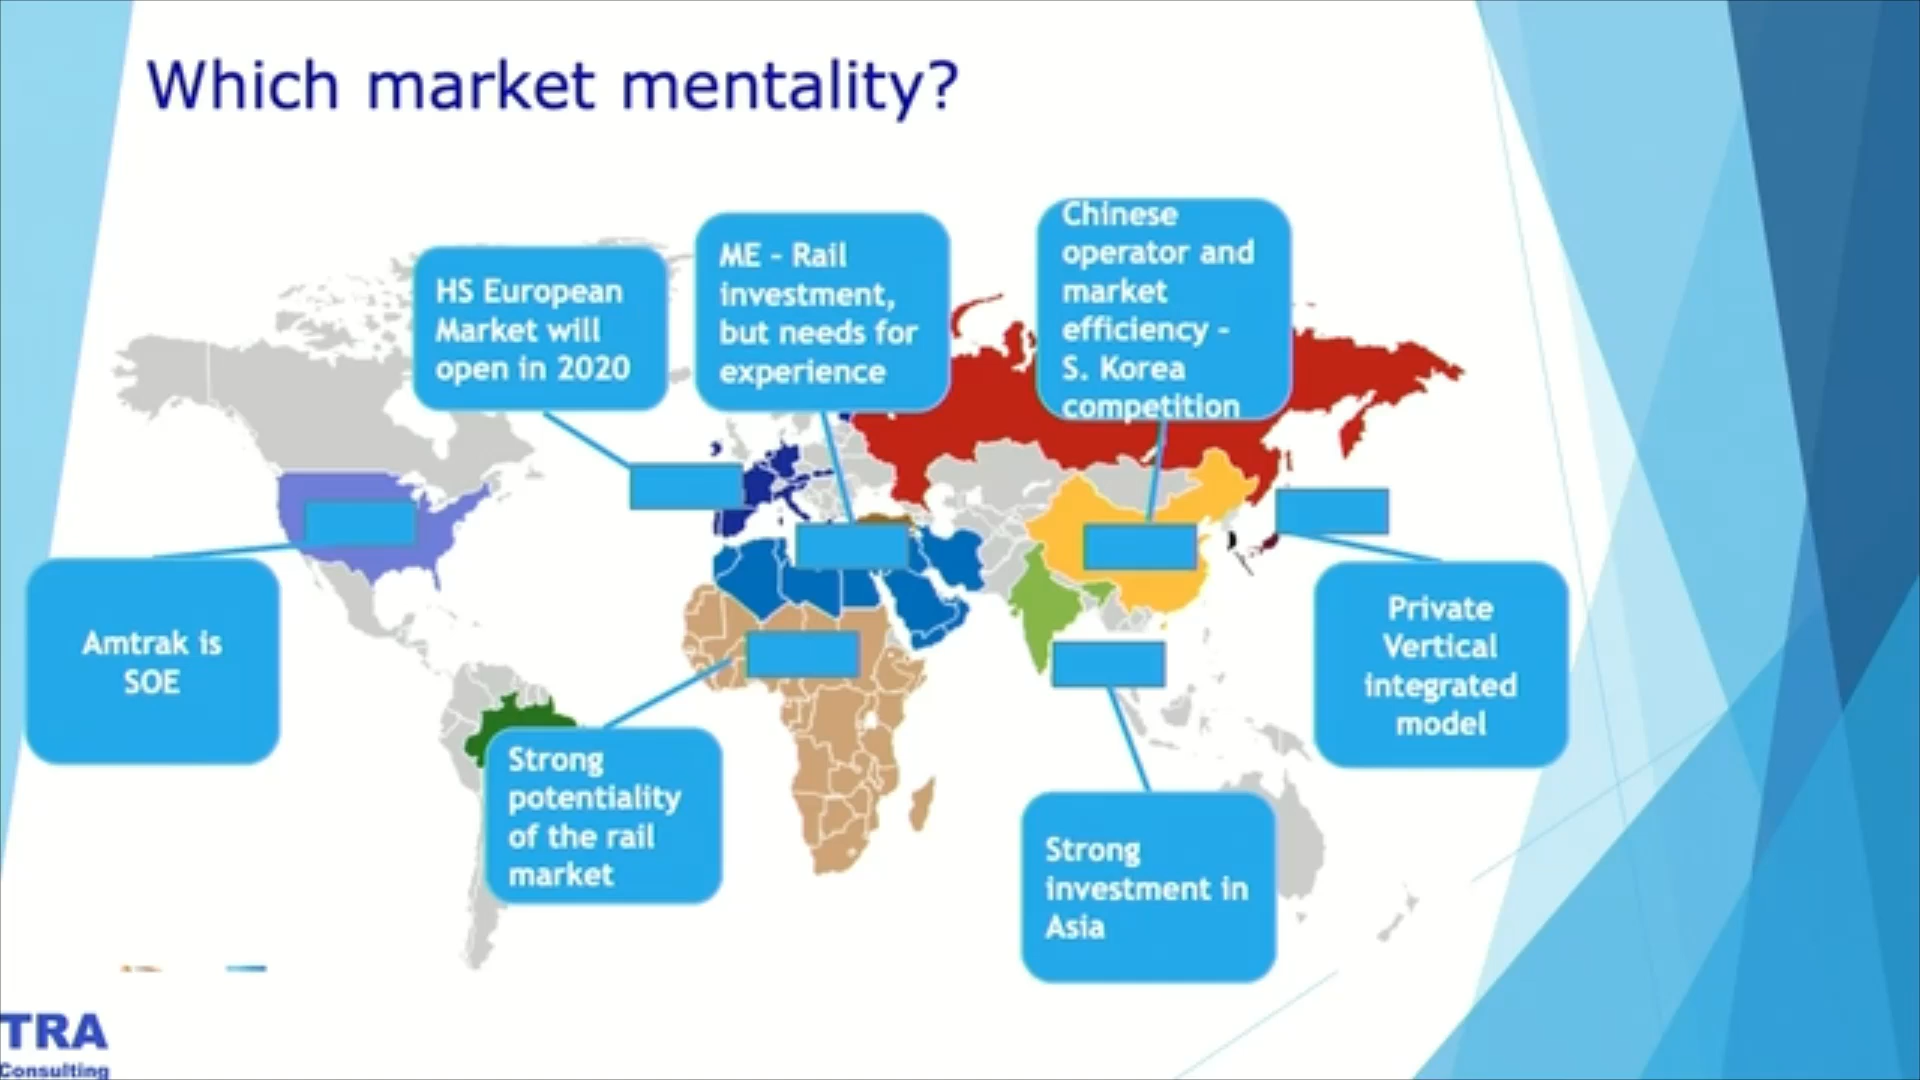 Which market mentality?
HS European
Market will
open in 2020
ME - Rail
investment,
but needs for
experience
Chinese
operator and
market
efficiency -
S. Korea
competition
Amtrak is
SOE
Strong
potentiality
of the rail
market
Strong
investment in
Asia
Private
Vertical
integrated
model
TRA
Consulting